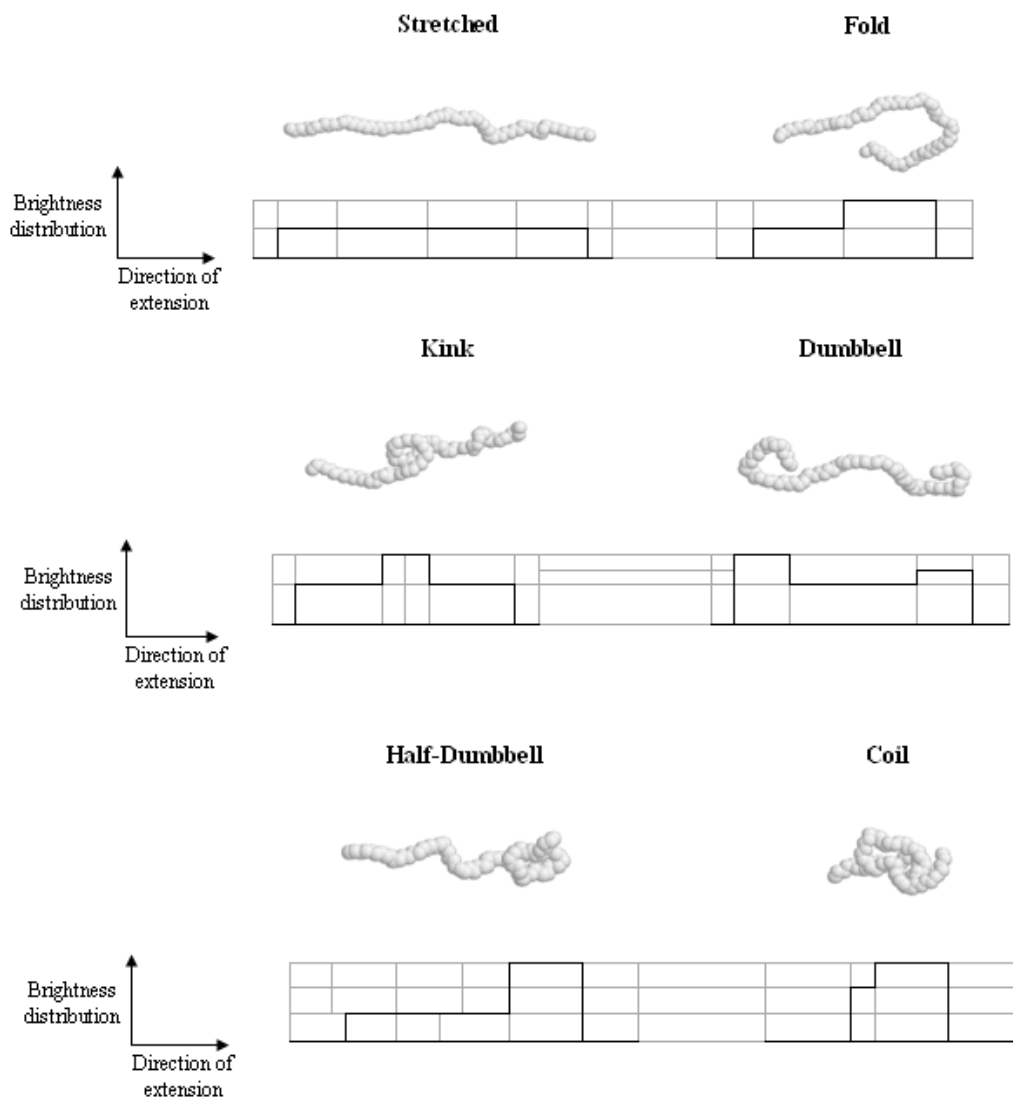 Stretched
Fold
Brightness
distribution
Direction of
extension
Kink
Dumbbell
Brightness
distribution
Direction of
extension
Half-Dumbbell
Coil
Brightness
distribution
Direction of
extension